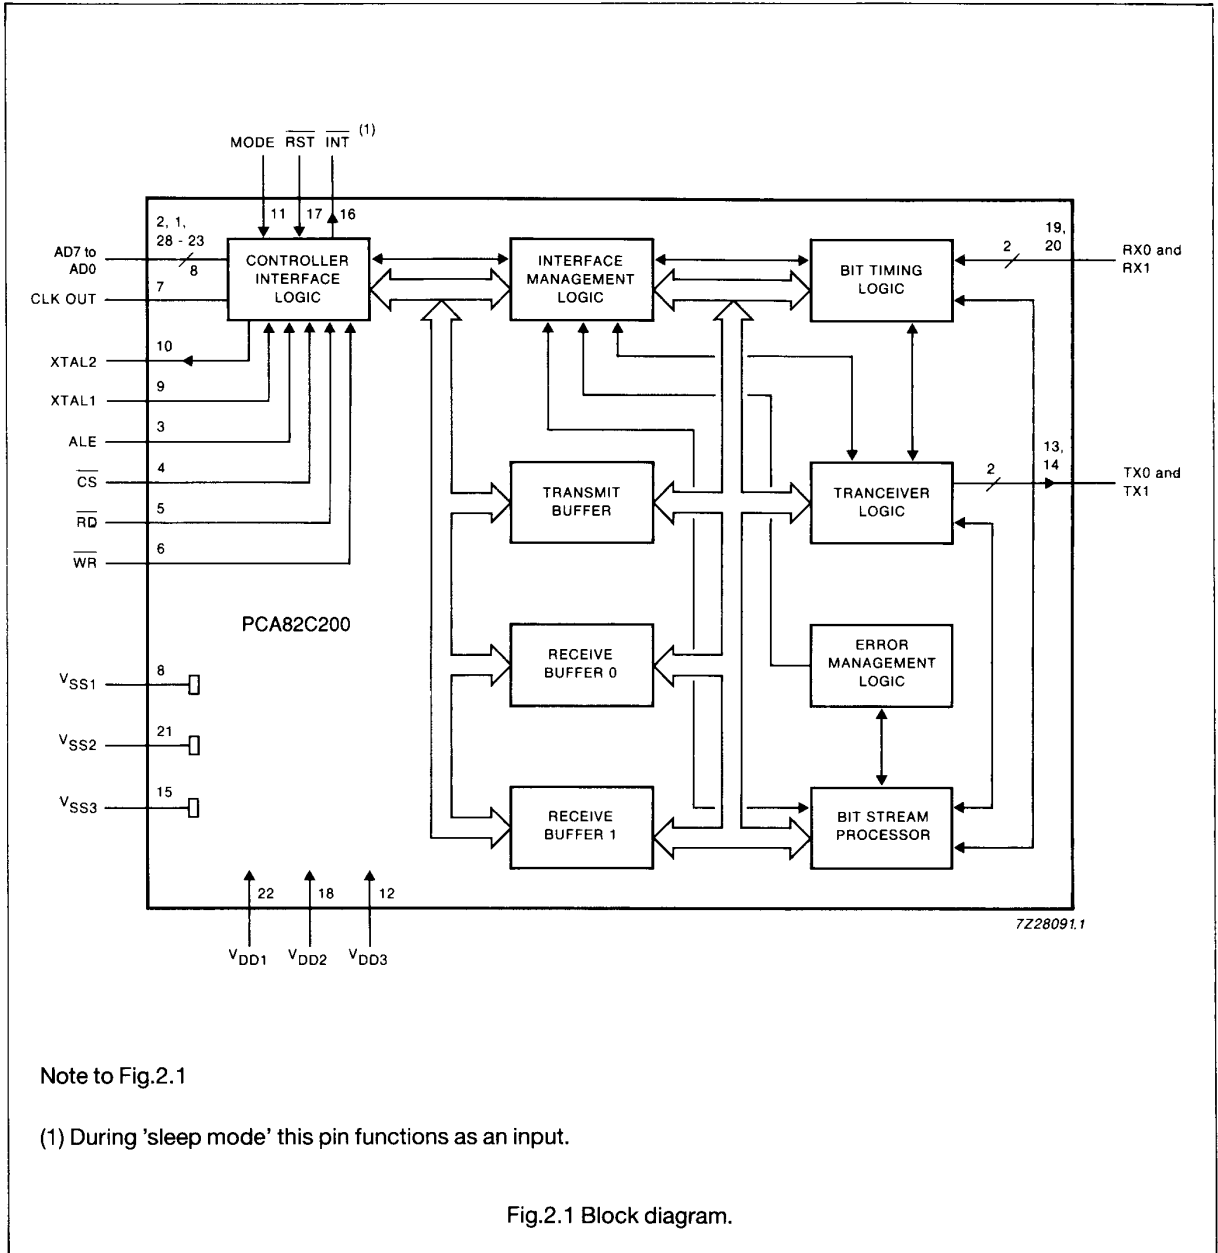 MODE R̅S̅T̅ I̅N̅T̅ (1)
11 17 16
2, 1,
28 - 23
8
AD7 to
AD0
CLK OUT
7
XTAL2
10
XTAL1
9
ALE
3
C̅S̅
4
R̅D̅
5
W̅R̅
6
CONTROLLER
INTERFACE
LOGIC
INTERFACE
MANAGEMENT
LOGIC
BIT TIMING
LOGIC
2
19,
20
RX0 and
RX1
TRANSMIT
BUFFER
TRANCEIVER
LOGIC
2
13,
14
TX0 and
TX1
PCA82C200
RECEIVE
BUFFER 0
ERROR
MANAGEMENT
LOGIC
VSS1
8
VSS2
21
VSS3
15
RECEIVE
BUFFER 1
BIT STREAM
PROCESSOR
22 18 12
VDD1 VDD2 VDD3
7Z28091.1
Note to Fig.2.1
(1) During 'sleep mode' this pin functions as an input.
Fig.2.1 Block diagram.